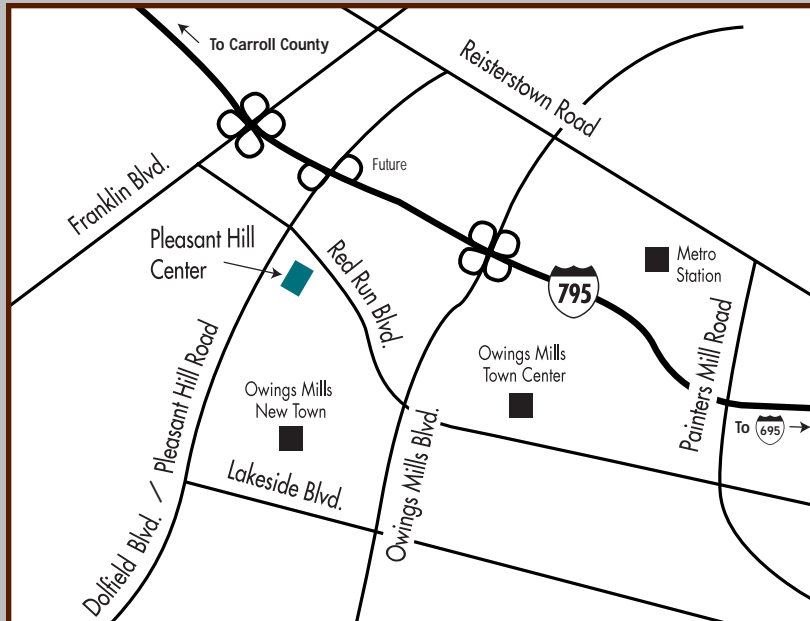 To Carroll County
Reisterstown Road
Franklin Blvd.
Future
Pleasant Hill
Center
Red Run Blvd.
Metro
Station
795
Painters Mill Road
Owings Mills
Town Center
Owings Mills
New Town
To 695
Lakeside Blvd.
Owings Mills Blvd.
Dolfield Blvd. / Pleasant Hill Road